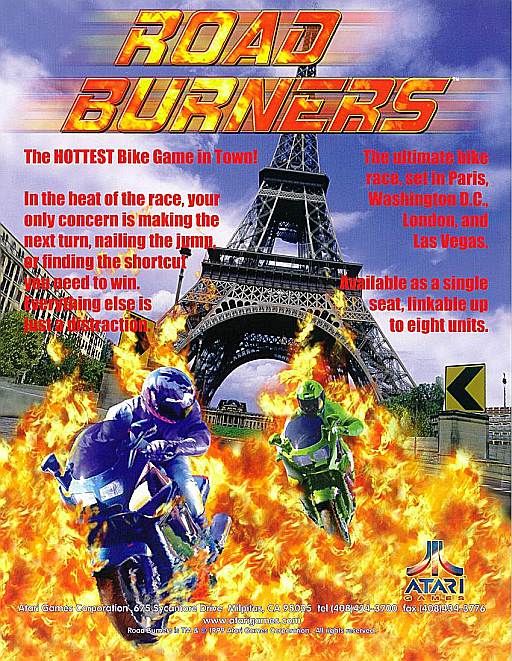 ROAD
BURNERS™
The HOTTEST Bike Game in Town!
In the heat of the race, your
only concern is making the
next turn, nailing the jump,
or finding the shortcut
you need to win.
Everything else is
just a distraction.
The ultimate bike
race, set in Paris,
Washington D.C.,
London, and
Las Vegas.
Available as a single
seat, linkable up
to eight units.
ATARI
GAMES
Atari Games Corporation 675 Sycamore Drive Milpitas, CA 95035 tel (408)434-3700 fax (408)434-3776
www.atarigames.com
Road Burners is TM & © 1999 Atari Games Corporation. All rights reserved.